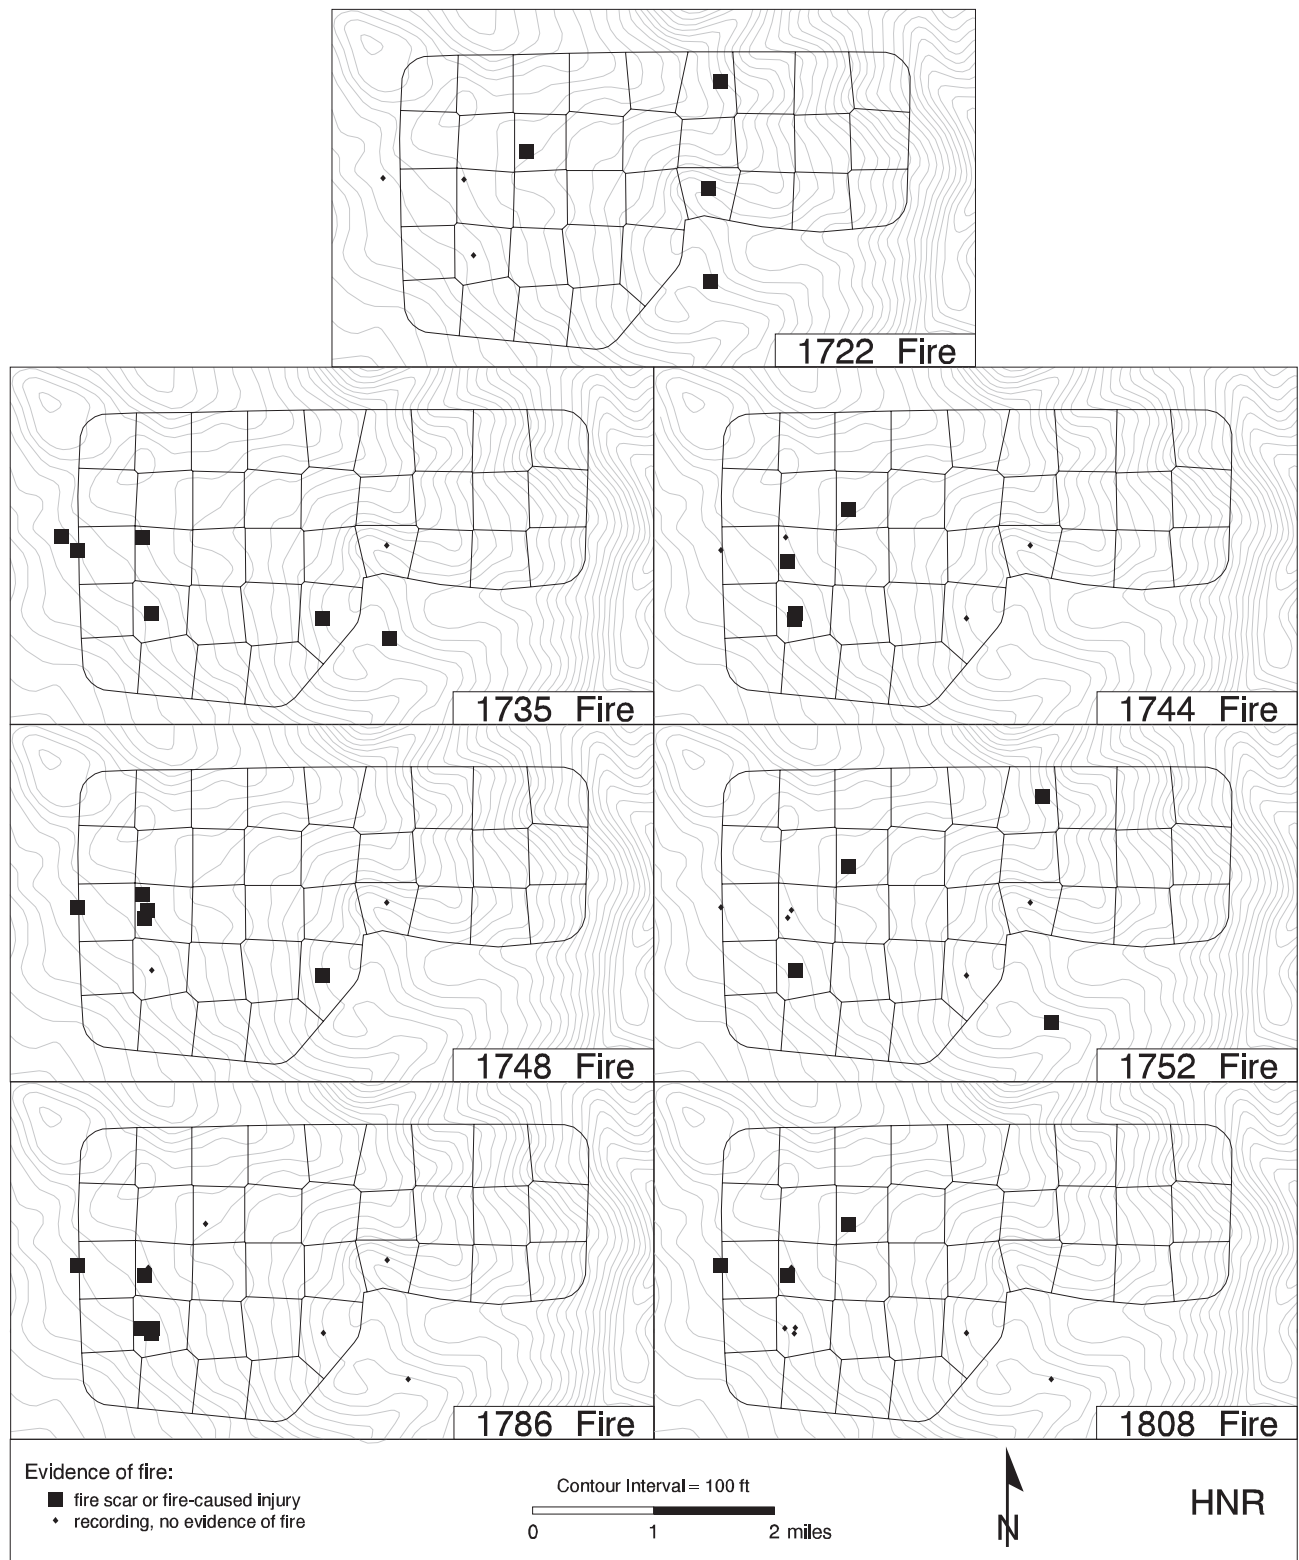 1722 Fire
1735 Fire
1744 Fire
1748 Fire
1752 Fire
1786 Fire
1808 Fire
Evidence of fire:
fire scar or fire-caused injury
recording, no evidence of fire
Contour Interval = 100 ft
0 1 2 miles
N
HNR